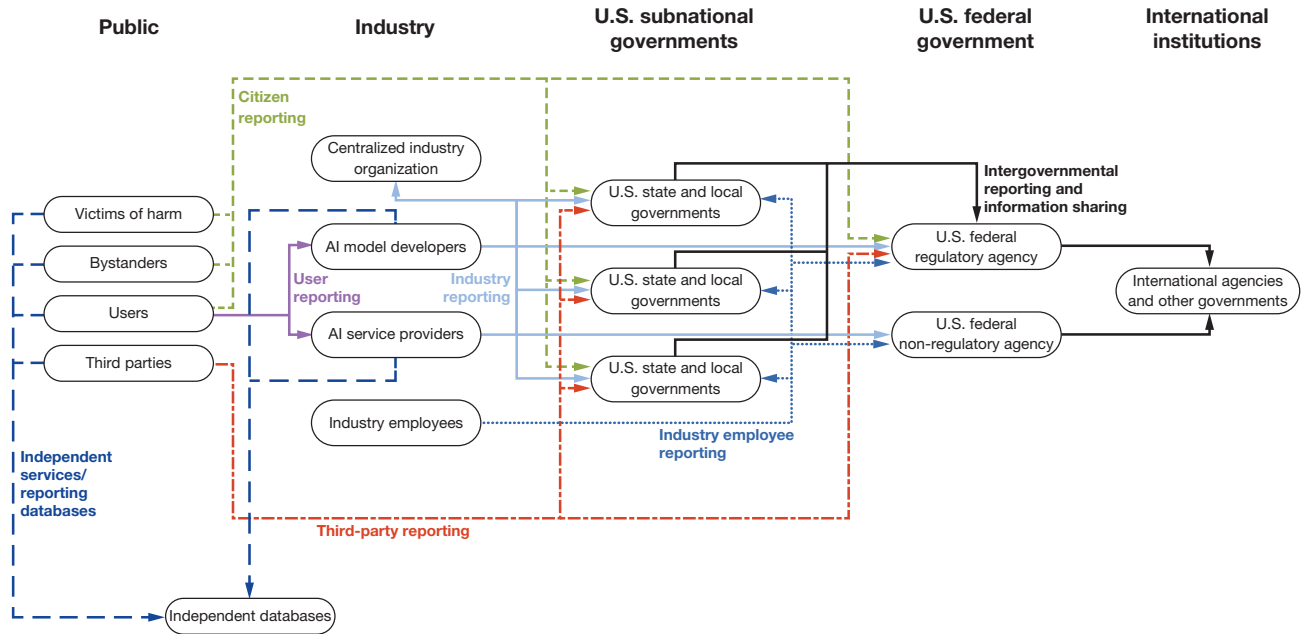 Public
Industry
U.S. subnational
governments
U.S. federal
government
International
institutions
Citizen
reporting
Centralized industry
organization
Victims of harm
Bystanders
Users
Third parties
AI model developers
User
reporting
AI service providers
Industry employees
Industry
reporting
U.S. state and local
governments
U.S. state and local
governments
U.S. state and local
governments
Intergovernmental
reporting and
information sharing
U.S. federal
regulatory agency
U.S. federal
non-regulatory agency
International agencies
and other governments
Industry employee
reporting
Independent
services/
reporting
databases
Third-party reporting
Independent databases